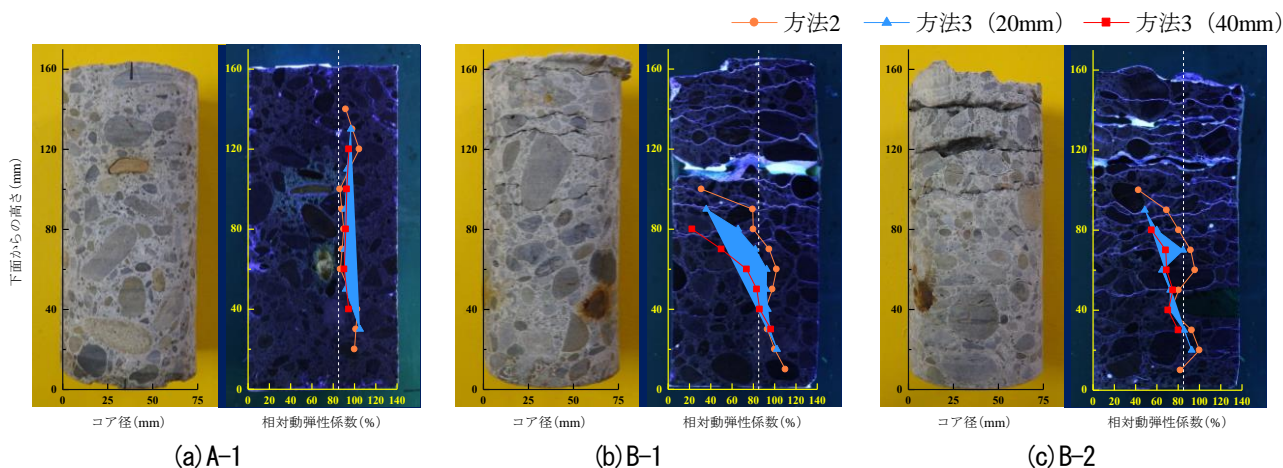 方法2 方法3（20mm） 方法3（40mm）
160 160 160 160 160 160
120 120 120 120 120 120
下面からの高さ(mm)
80 80 80 80 80 80
40 40 40 40 40 40
0 0 0 0 0 0
0 25 50 75 0 20 40 60 80 100 120 140 0 25 50 75 0 20 40 60 80 100 120 140 0 25 50 75 0 20 40 60 80 100 120 140
コア径(mm) 相対動弾性係数(%) コア径(mm) 相対動弾性係数(%) コア径(mm) 相対動弾性係数(%)
(a)A-1 (b)B-1 (c)B-2